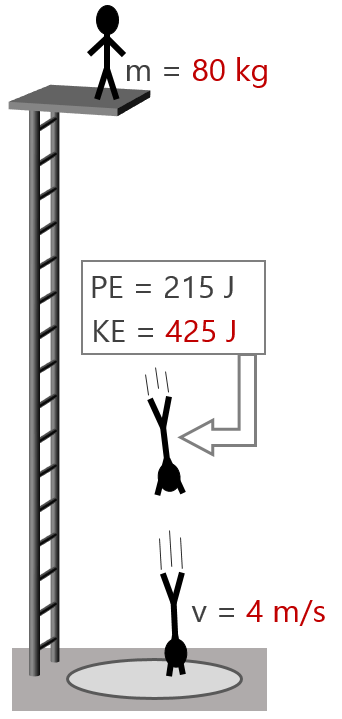 m = 80 kg
PE = 215 J
KE = 425 J
v = 4 m/s